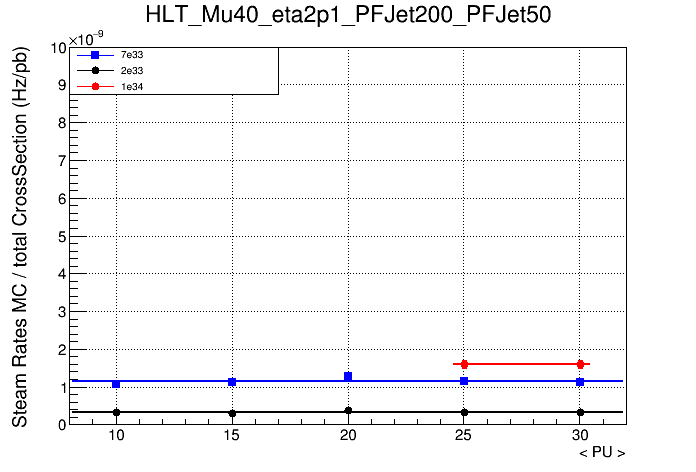 HLT_Mu40_eta2p1_PFJet200_PFJet50
×10⁻⁹
7e33
2e33
1e34
10
9
8
7
6
5
4
3
2
1
0
10 15 20 25 30
< PU >
Steam Rates MC / total CrossSection (Hz/pb)